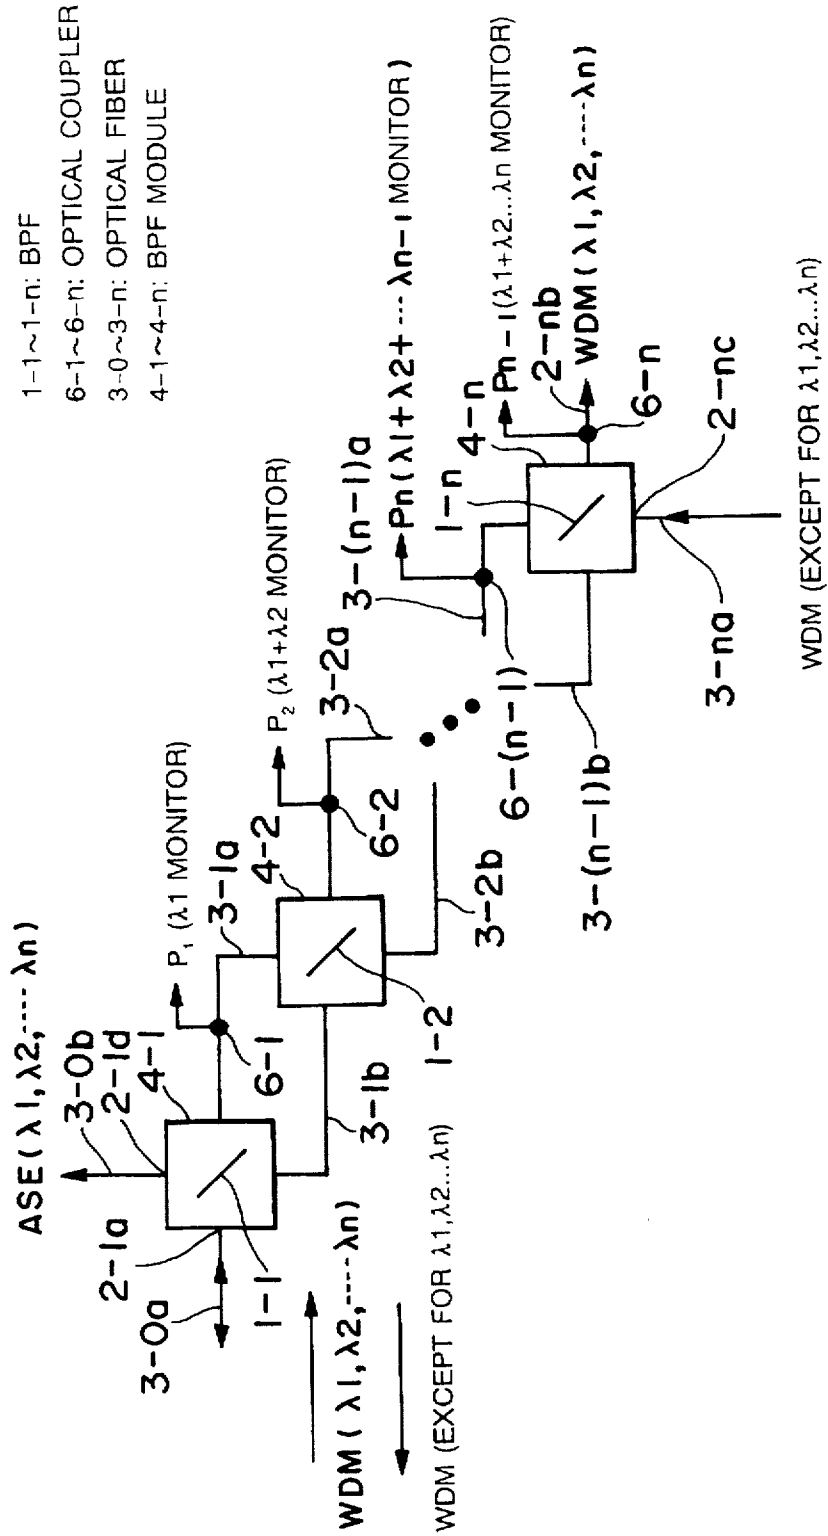 1-1~1-n: BPF
6-1~6-n: OPTICAL COUPLER
3-0~3-n: OPTICAL FIBER
4-1~4-n: BPF MODULE
ASE(λ1,λ2,----λn)
3-0b
2-1d
4-1
2-1a
3-0a
1-1
P₁ (λ1 MONITOR)
6-1
3-1a
3-1b
4-2
1-2
P₂ (λ1+λ2 MONITOR)
6-2
3-2a
3-2b
3-(n-1)a
Pn(λ1+λ2+---λn-1 MONITOR)
6-(n-1)
3-(n-1)b
1-n
4-n
Pn-1(λ1+λ2...λn MONITOR)
2-nb
WDM(λ1,λ2,----λn)
6-n
2-nc
3-na
WDM (EXCEPT FOR λ1,λ2...λn)
WDM(λ1,λ2,----λn)
WDM (EXCEPT FOR λ1,λ2...λn)